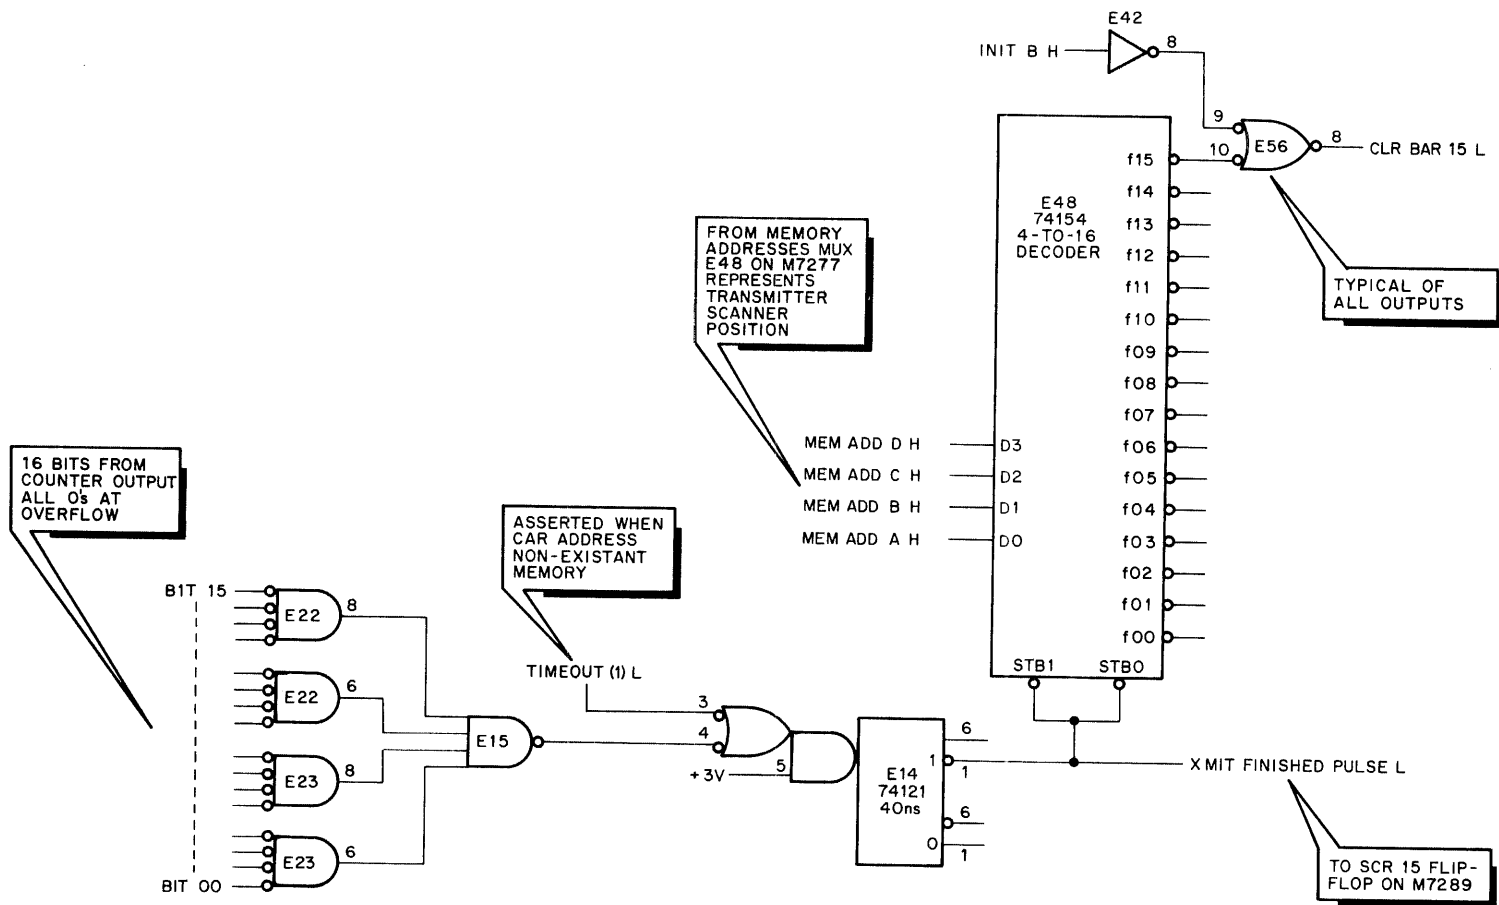 E42
INIT B H
8
9
10
E56
8
CLR BAR 15 L
TYPICAL OF
ALL OUTPUTS
E48
74154
4-TO-16
DECODER
f15
f14
f13
f12
f11
f10
f09
f08
f07
f06
f05
f04
f03
f02
f01
f00
D3
D2
D1
D0
STB1
STB0
FROM MEMORY
ADDRESSES MUX
E48 ON M7277
REPRESENTS
TRANSMITTER
SCANNER
POSITION
MEM ADD D H
MEM ADD C H
MEM ADD B H
MEM ADD A H
16 BITS FROM
COUNTER OUTPUT
ALL 0's AT
OVERFLOW
ASSERTED WHEN
CAR ADDRESS
NON-EXISTANT
MEMORY
BIT 15
E22
8
E22
6
E23
8
E23
6
BIT 00
E15
TIMEOUT (1) L
3
4
+3V
5
E14
74121
40ns
6
1
1
6
0
1
XMIT FINISHED PULSE L
TO SCR 15 FLIP-
FLOP ON M7289